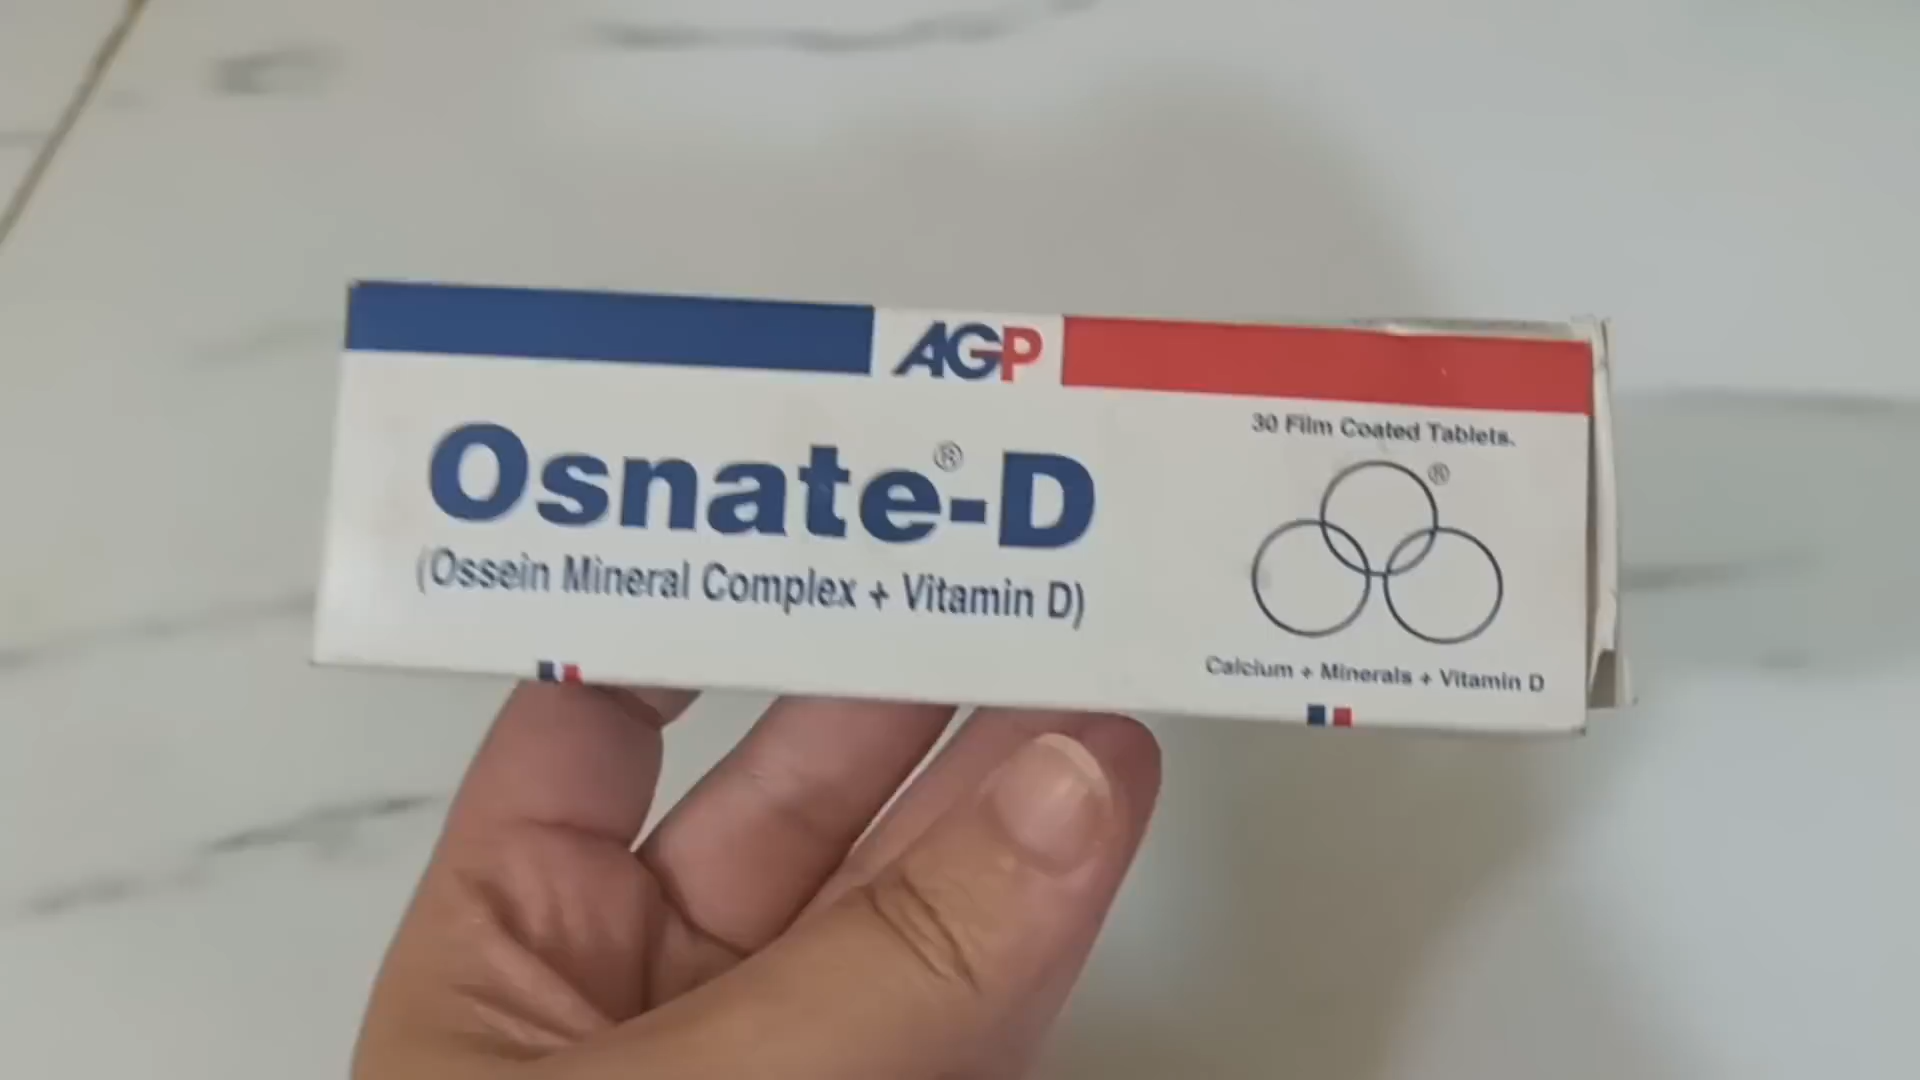 AGP
Osnate®-D
(Ossein Mineral Complex + Vitamin D)
30 Film Coated Tablets.
®
Calcium + Minerals + Vitamin D